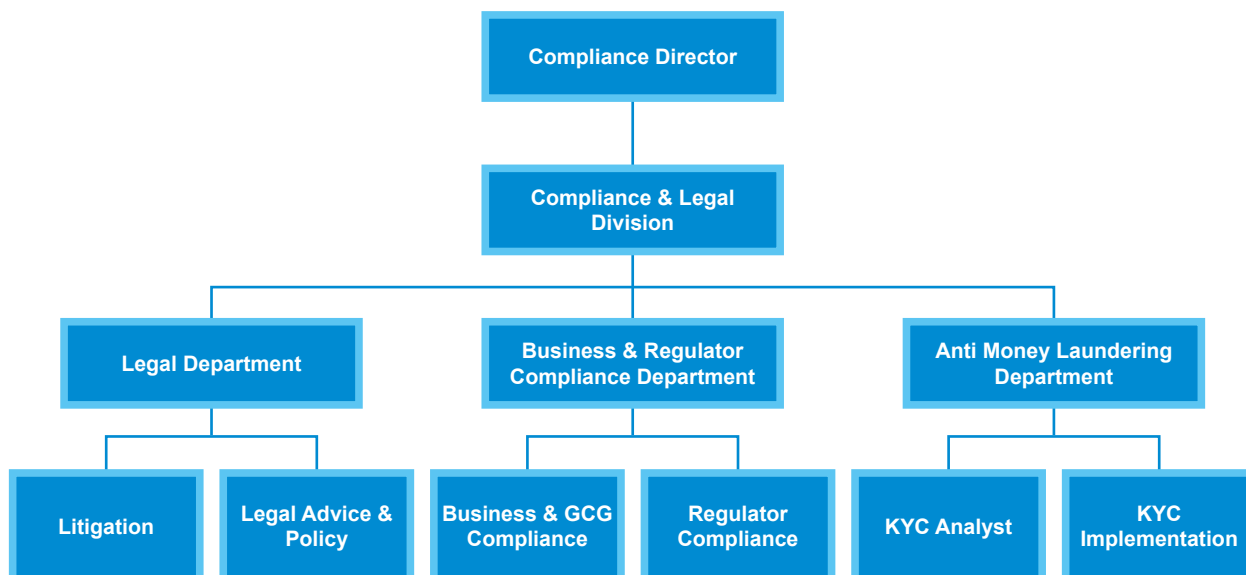 Compliance Director
Compliance & Legal
Division
Legal Department
Business & Regulator
Compliance Department
Anti Money Laundering
Department
Litigation
Legal Advice &
Policy
Business & GCG
Compliance
Regulator
Compliance
KYC Analyst
KYC
Implementation